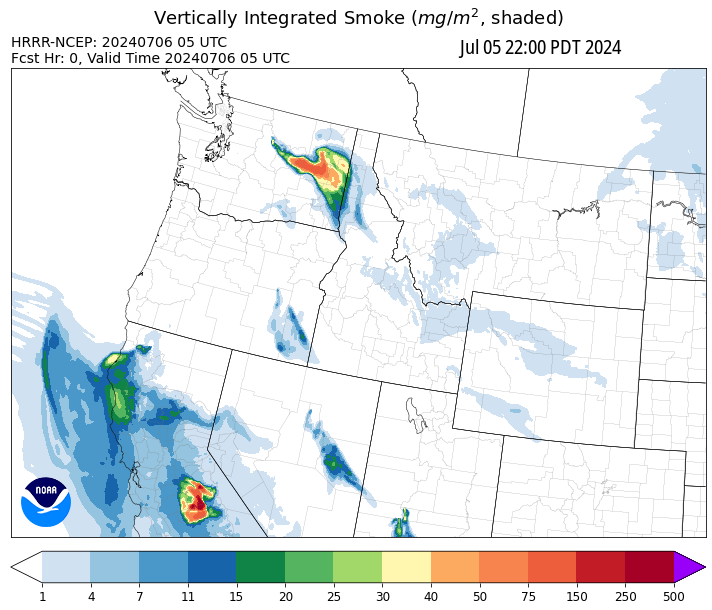 Vertically Integrated Smoke (mg/m², shaded)
HRRR-NCEP: 20240706 05 UTC
Fcst Hr: 0, Valid Time 20240706 05 UTC
Jul 05 22:00 PDT 2024
NOAA
1 4 7 11 15 20 25 30 40 50 75 150 250 500